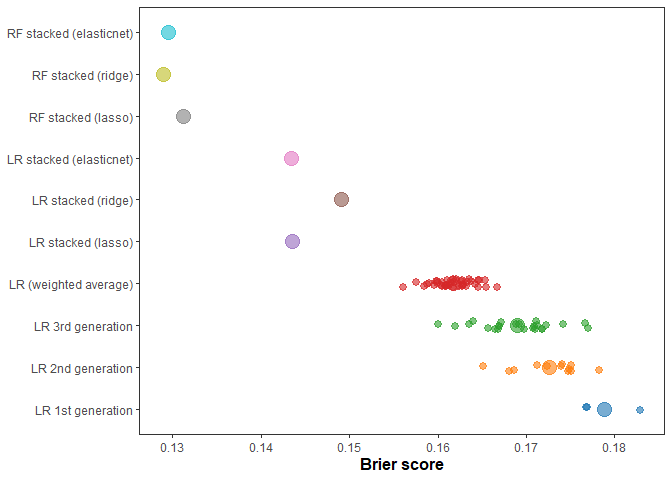 RF stacked (elasticnet)
RF stacked (ridge)
RF stacked (lasso)
LR stacked (elasticnet)
LR stacked (ridge)
LR stacked (lasso)
LR (weighted average)
LR 3rd generation
LR 2nd generation
LR 1st generation
0.13 0.14 0.15 0.16 0.17 0.18
Brier score